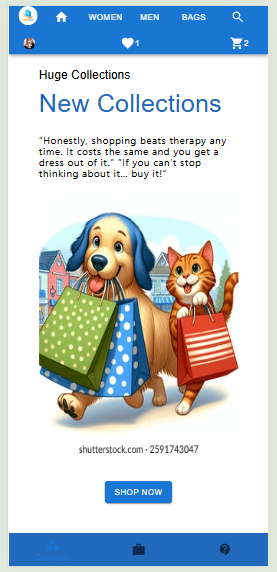 WOMEN MEN BAGS
1 2
Huge Collections
New Collections
"Honestly, shopping beats therapy any
time. It costs the same and you get a
dress out of it." "If you can't stop
thinking about it... buy it!"
shutterstock.com · 2591743047
SHOP NOW